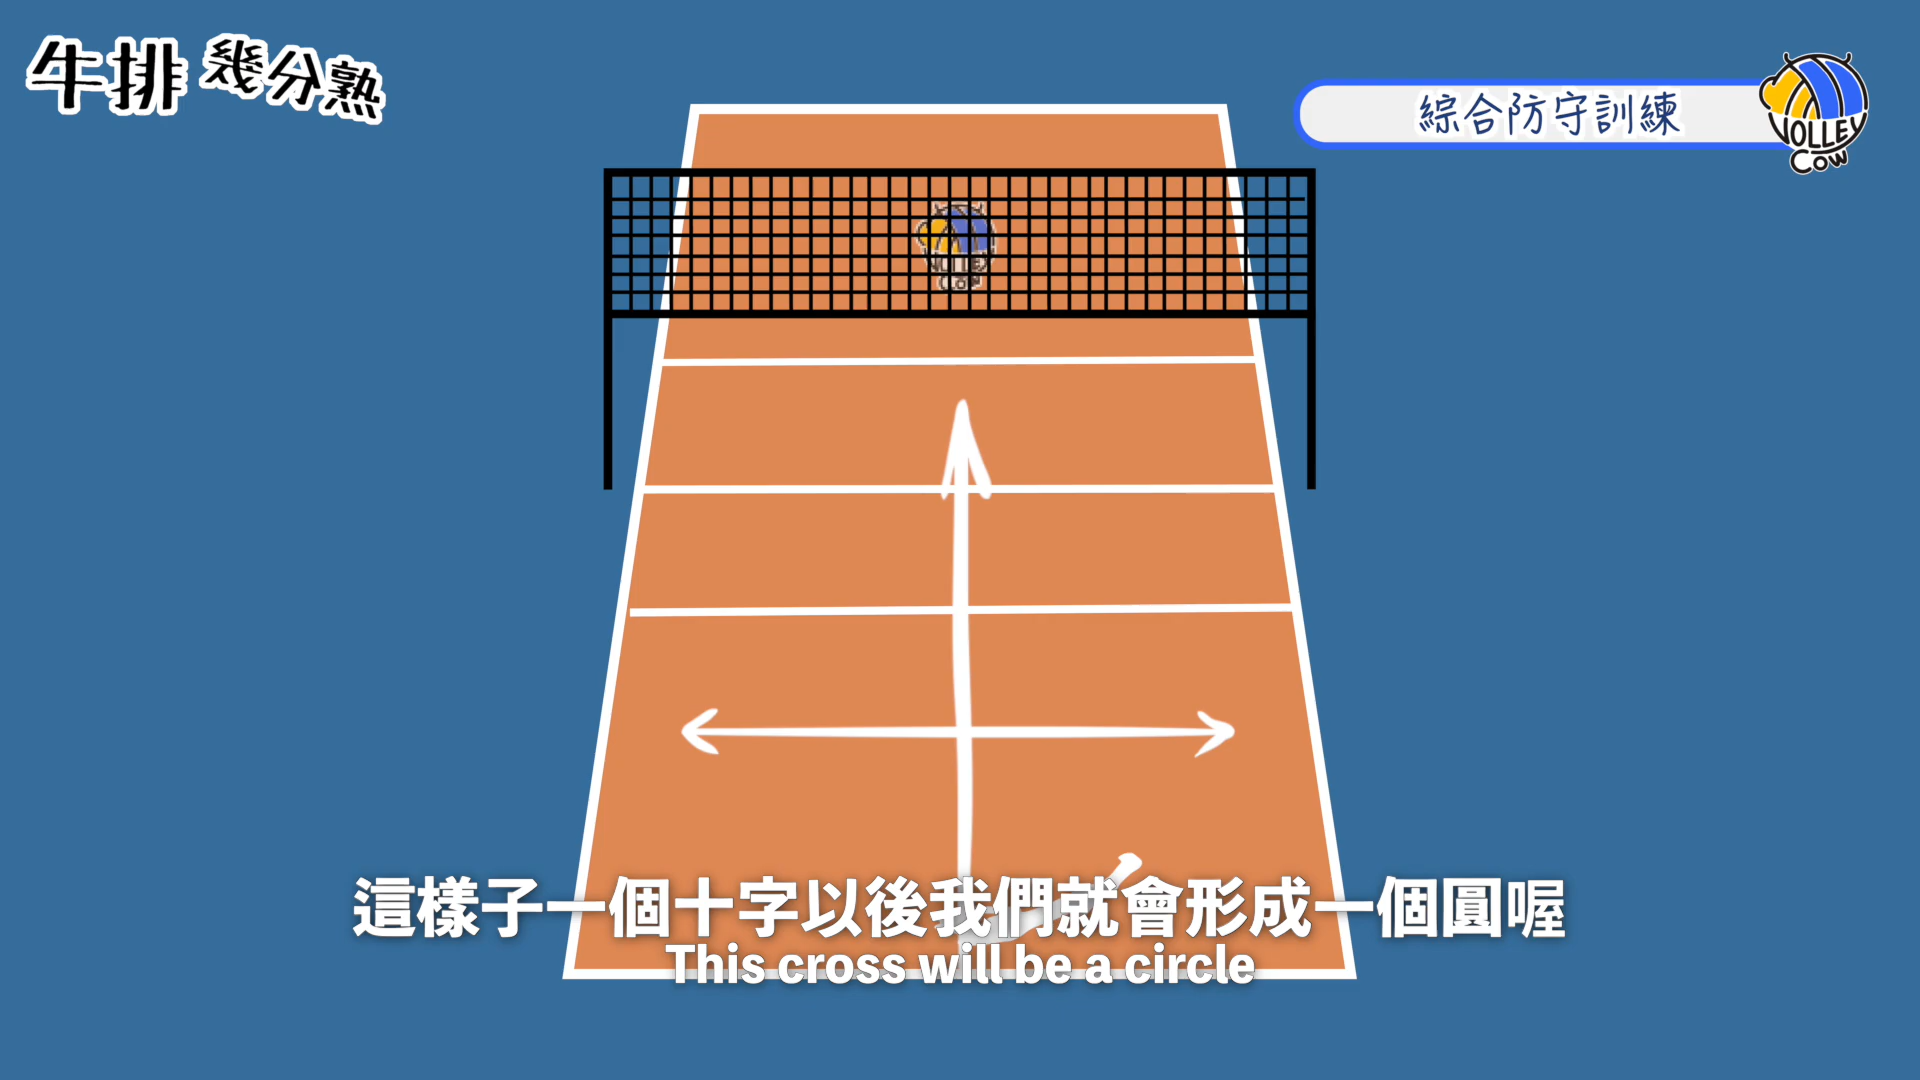 牛排 幾分熟
綜合防守訓練
VOLLEY
COW
這樣子一個十字以後我們就會形成一個圓喔
This cross will be a circle